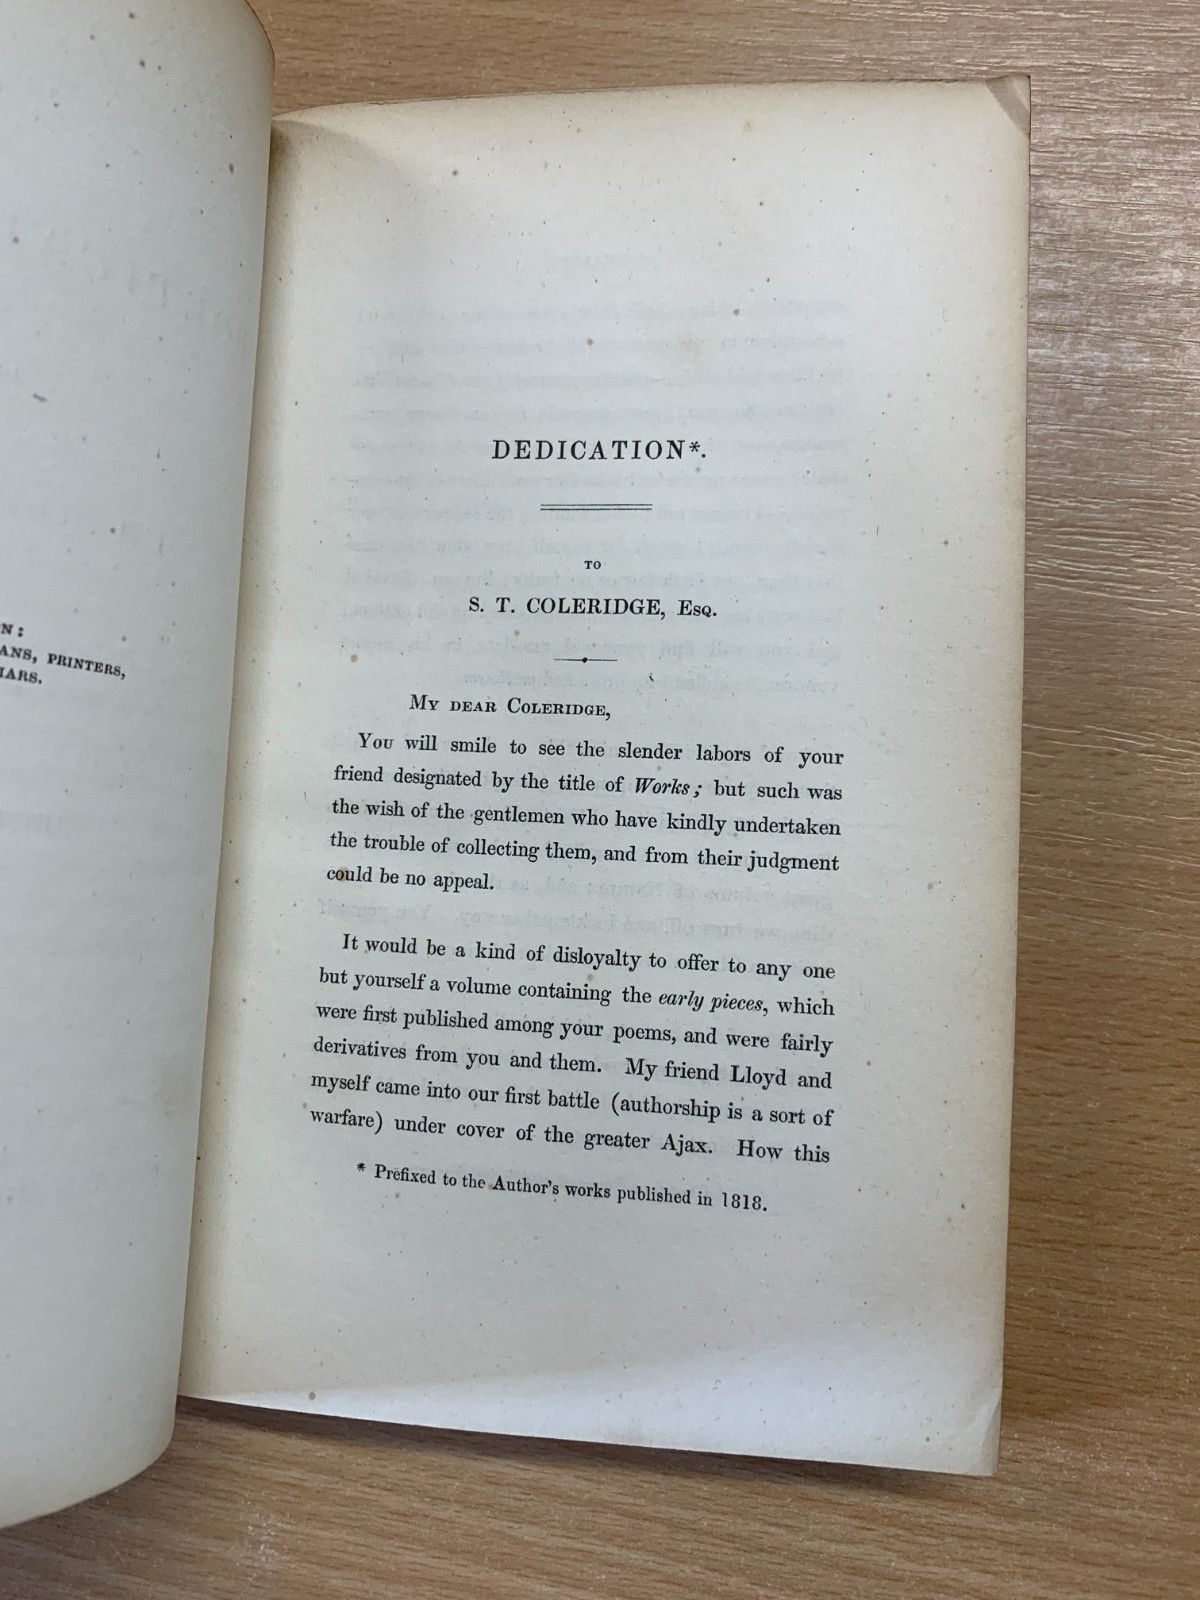 N:
ANS, PRINTERS,
IARS.
DEDICATION*.
TO
S. T. COLERIDGE, Esq.
My dear Coleridge,
You will smile to see the slender labors of your
friend designated by the title of Works; but such was
the wish of the gentlemen who have kindly undertaken
the trouble of collecting them, and from their judgment
could be no appeal.
It would be a kind of disloyalty to offer to any one
but yourself a volume containing the early pieces, which
were first published among your poems, and were fairly
derivatives from you and them. My friend Lloyd and
myself came into our first battle (authorship is a sort of
warfare) under cover of the greater Ajax. How this
* Prefixed to the Author's works published in 1818.